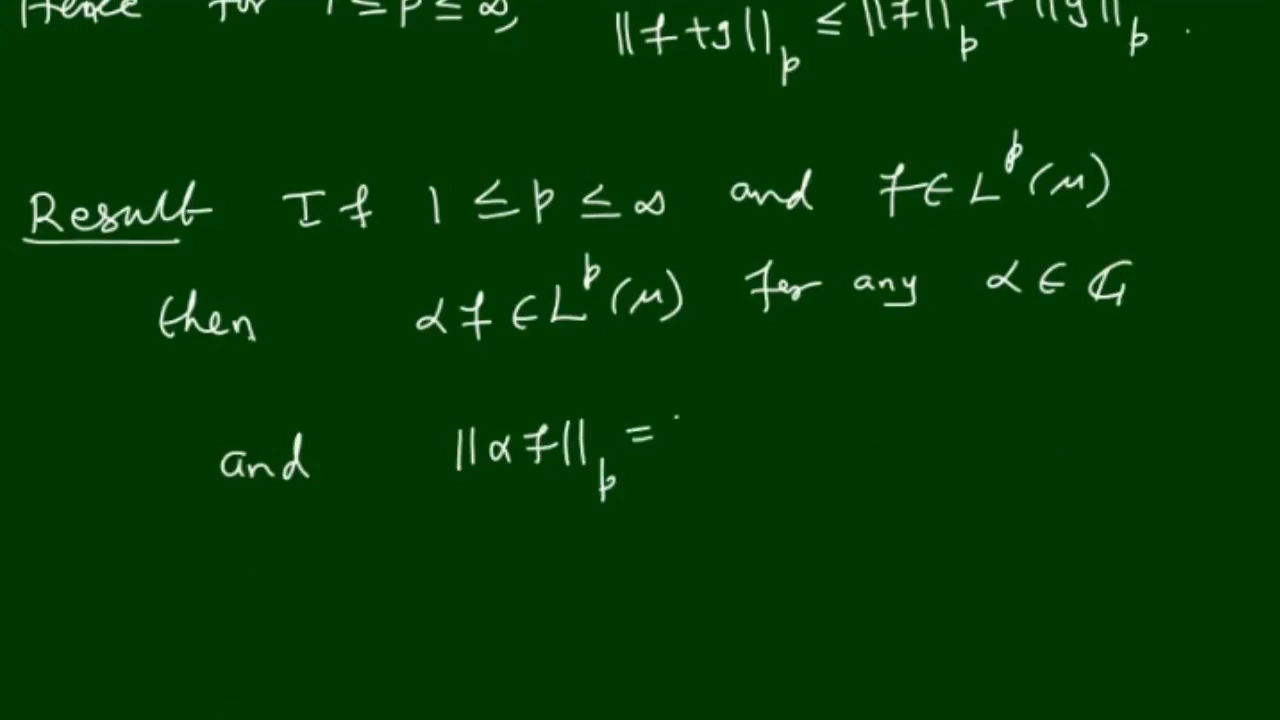 Hence for 1 ≤ p ≤ ∞, ||f+g||_p ≤ ||f||_p + ||g||_p .
Result If 1 ≤ p ≤ ∞ and f ∈ L^p(μ)
then αf ∈ L^p(μ) for any α ∈ ℂ
and ||αf||_p =